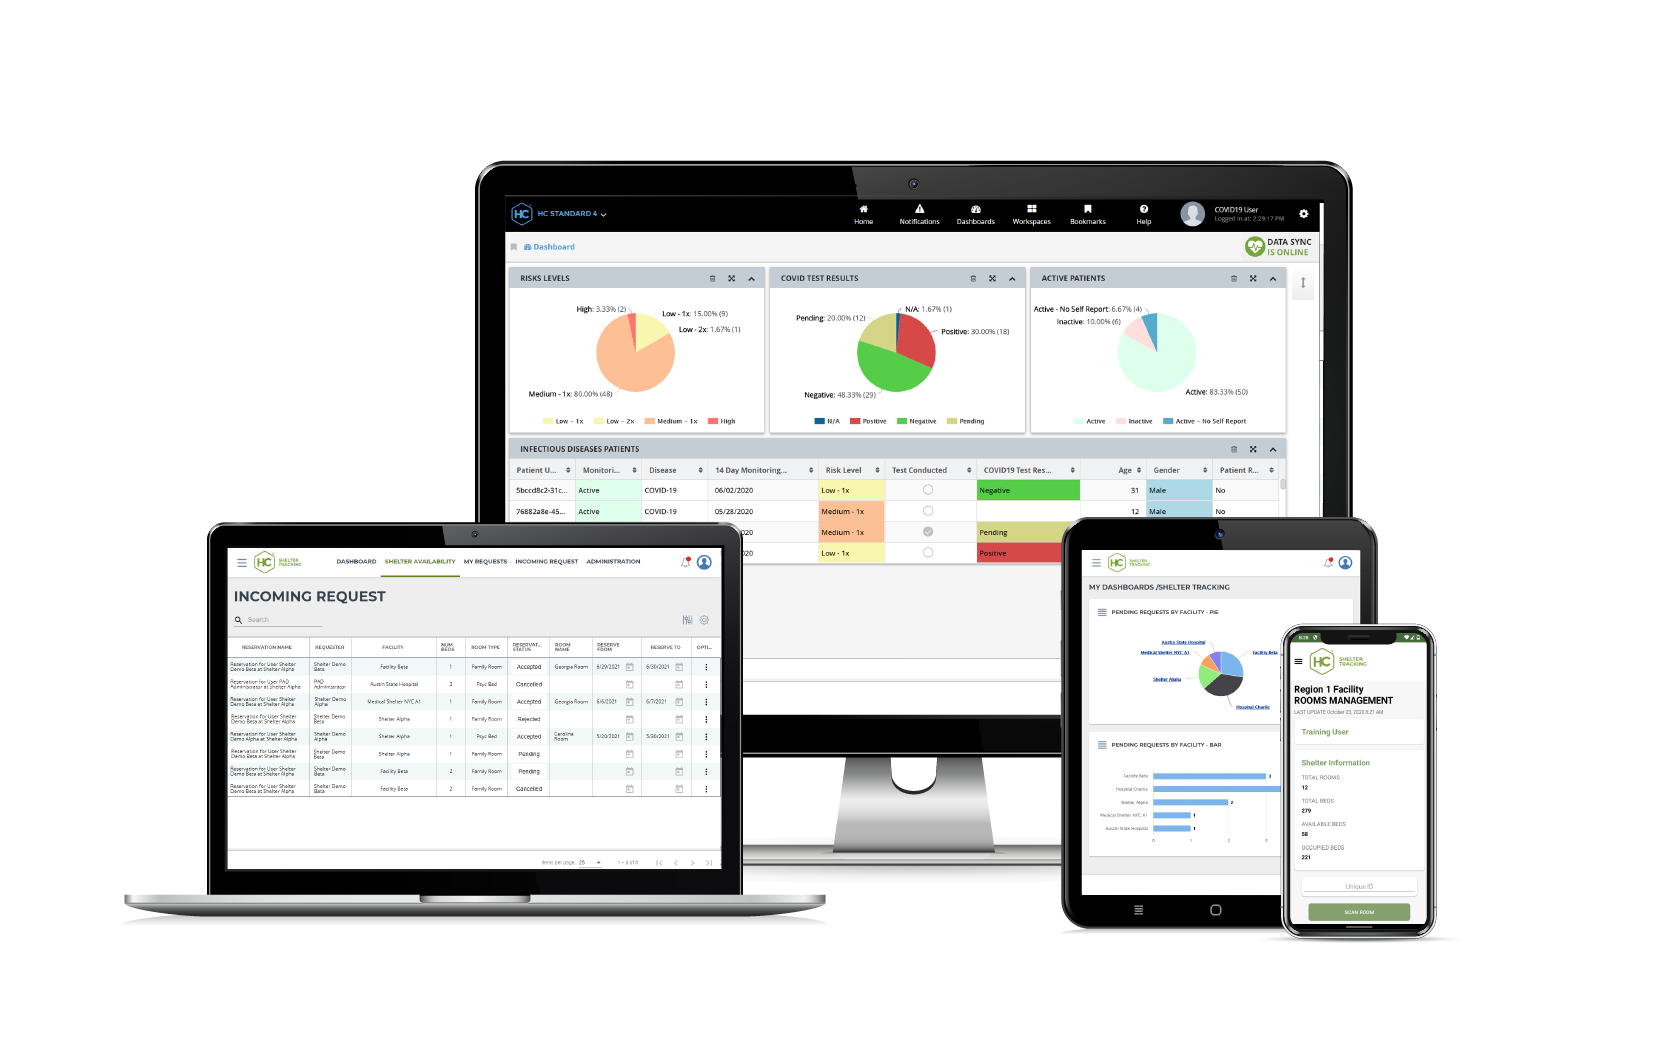 HC HC STANDARD 4
Home Notifications Dashboards Workspaces Bookmarks Help
COVID19 User
Logged in at: 2:29:17 PM
Dashboard
DATA SYNC
IS ONLINE
RISKS LEVELS
High: 3.33% (2)
Low - 1x: 15.00% (9)
Low - 2x: 1.67% (1)
Medium - 1x: 80.00% (48)
Low - 1x Low - 2x Medium - 1x High
COVID TEST RESULTS
N/A: 1.67% (1)
Pending: 20.00% (12)
Positive: 30.00% (18)
Negative: 48.33% (29)
N/A Positive Negative Pending
ACTIVE PATIENTS
Active - No Self Report: 6.67% (4)
Inactive: 10.00% (6)
Active: 83.33% (50)
Active Inactive Active - No Self Report
INFECTIOUS DISEASES PATIENTS
Patient U... Monitori... Disease 14 Day Monitoring... Risk Level Test Conducted COVID19 Test Res... Age Gender Patient R...
5bccd8c2-31c... Active COVID-19 06/02/2020 Low - 1x Negative 31 Male No
76882a8e-45... Active COVID-19 05/28/2020 Medium - 1x 12 Male No
020 Medium - 1x Pending
020 Low - 1x Positive
HC SHELTER
TRACKING
DASHBOARD SHELTER AVAILABILITY MY REQUESTS INCOMING REQUEST ADMINISTRATION
INCOMING REQUEST
Search
RESERVATION NAME REQUESTER FACILITY NUM BEDS ROOM TYPE RESERVAT... STATUS ROOM NAME RESERVE FROM RESERVE TO OPTI...
Reservation for User Shelter Demo Beta at Shelter Alpha Shelter Demo Beta Facility Beta 1 Family Room Accepted Georgia Room 6/29/2021 6/30/2021
Reservation for User PAD Administrator at Shelter Alpha PAD Administrator Austin State Hospital 2 Psyc Bed Cancelled
Reservation for User Shelter Demo Beta at Shelter Alpha Shelter Demo Alpha Medical Shelter NYC A1 1 Family Room Accepted Georgia Room 6/6/2021 6/7/2021
Reservation for User Shelter Demo Beta at Shelter Alpha Shelter Demo Beta Shelter Alpha 1 Family Room Rejected
Reservation for User Shelter Demo Alpha at Shelter Alpha Shelter Demo Alpha Shelter Alpha 1 Psyc Bed Accepted Carolina Room 5/20/2021 5/30/2021
Reservation for User Shelter Demo Beta at Shelter Alpha Shelter Demo Beta Shelter Alpha 1 Family Room Pending
Reservation for User Shelter Demo Beta at Shelter Alpha Shelter Demo Beta Facility Beta 2 Family Room Pending
Reservation for User Shelter Demo Beta at Shelter Alpha Shelter Demo Beta Facility Beta 2 Family Room Cancelled
Items per page: 25 1 - 8 of 8
HC SHELTER
TRACKING
MY DASHBOARDS /SHELTER TRACKING
PENDING REQUESTS BY FACILITY - PIE
Austin State Hospital
Medical Shelter NYC A1
Facility Beta
Shelter Alpha
Hospital Charlie
PENDING REQUESTS BY FACILITY - BAR
Facility Beta 3
Hospital Charlie
Shelter Alpha 2
Medical Shelter NYC A1 1
Austin State Hospital 1
0 1 2 3
HC SHELTER
TRACKING
Region 1 Facility
ROOMS MANAGEMENT
LAST UPDATE October 23, 2020 8:21 AM
Training User
Shelter Information
TOTAL ROOMS
12
TOTAL BEDS
279
AVAILABLE BEDS
58
OCCUPIED BEDS
221
Unique ID
SCAN ROOM